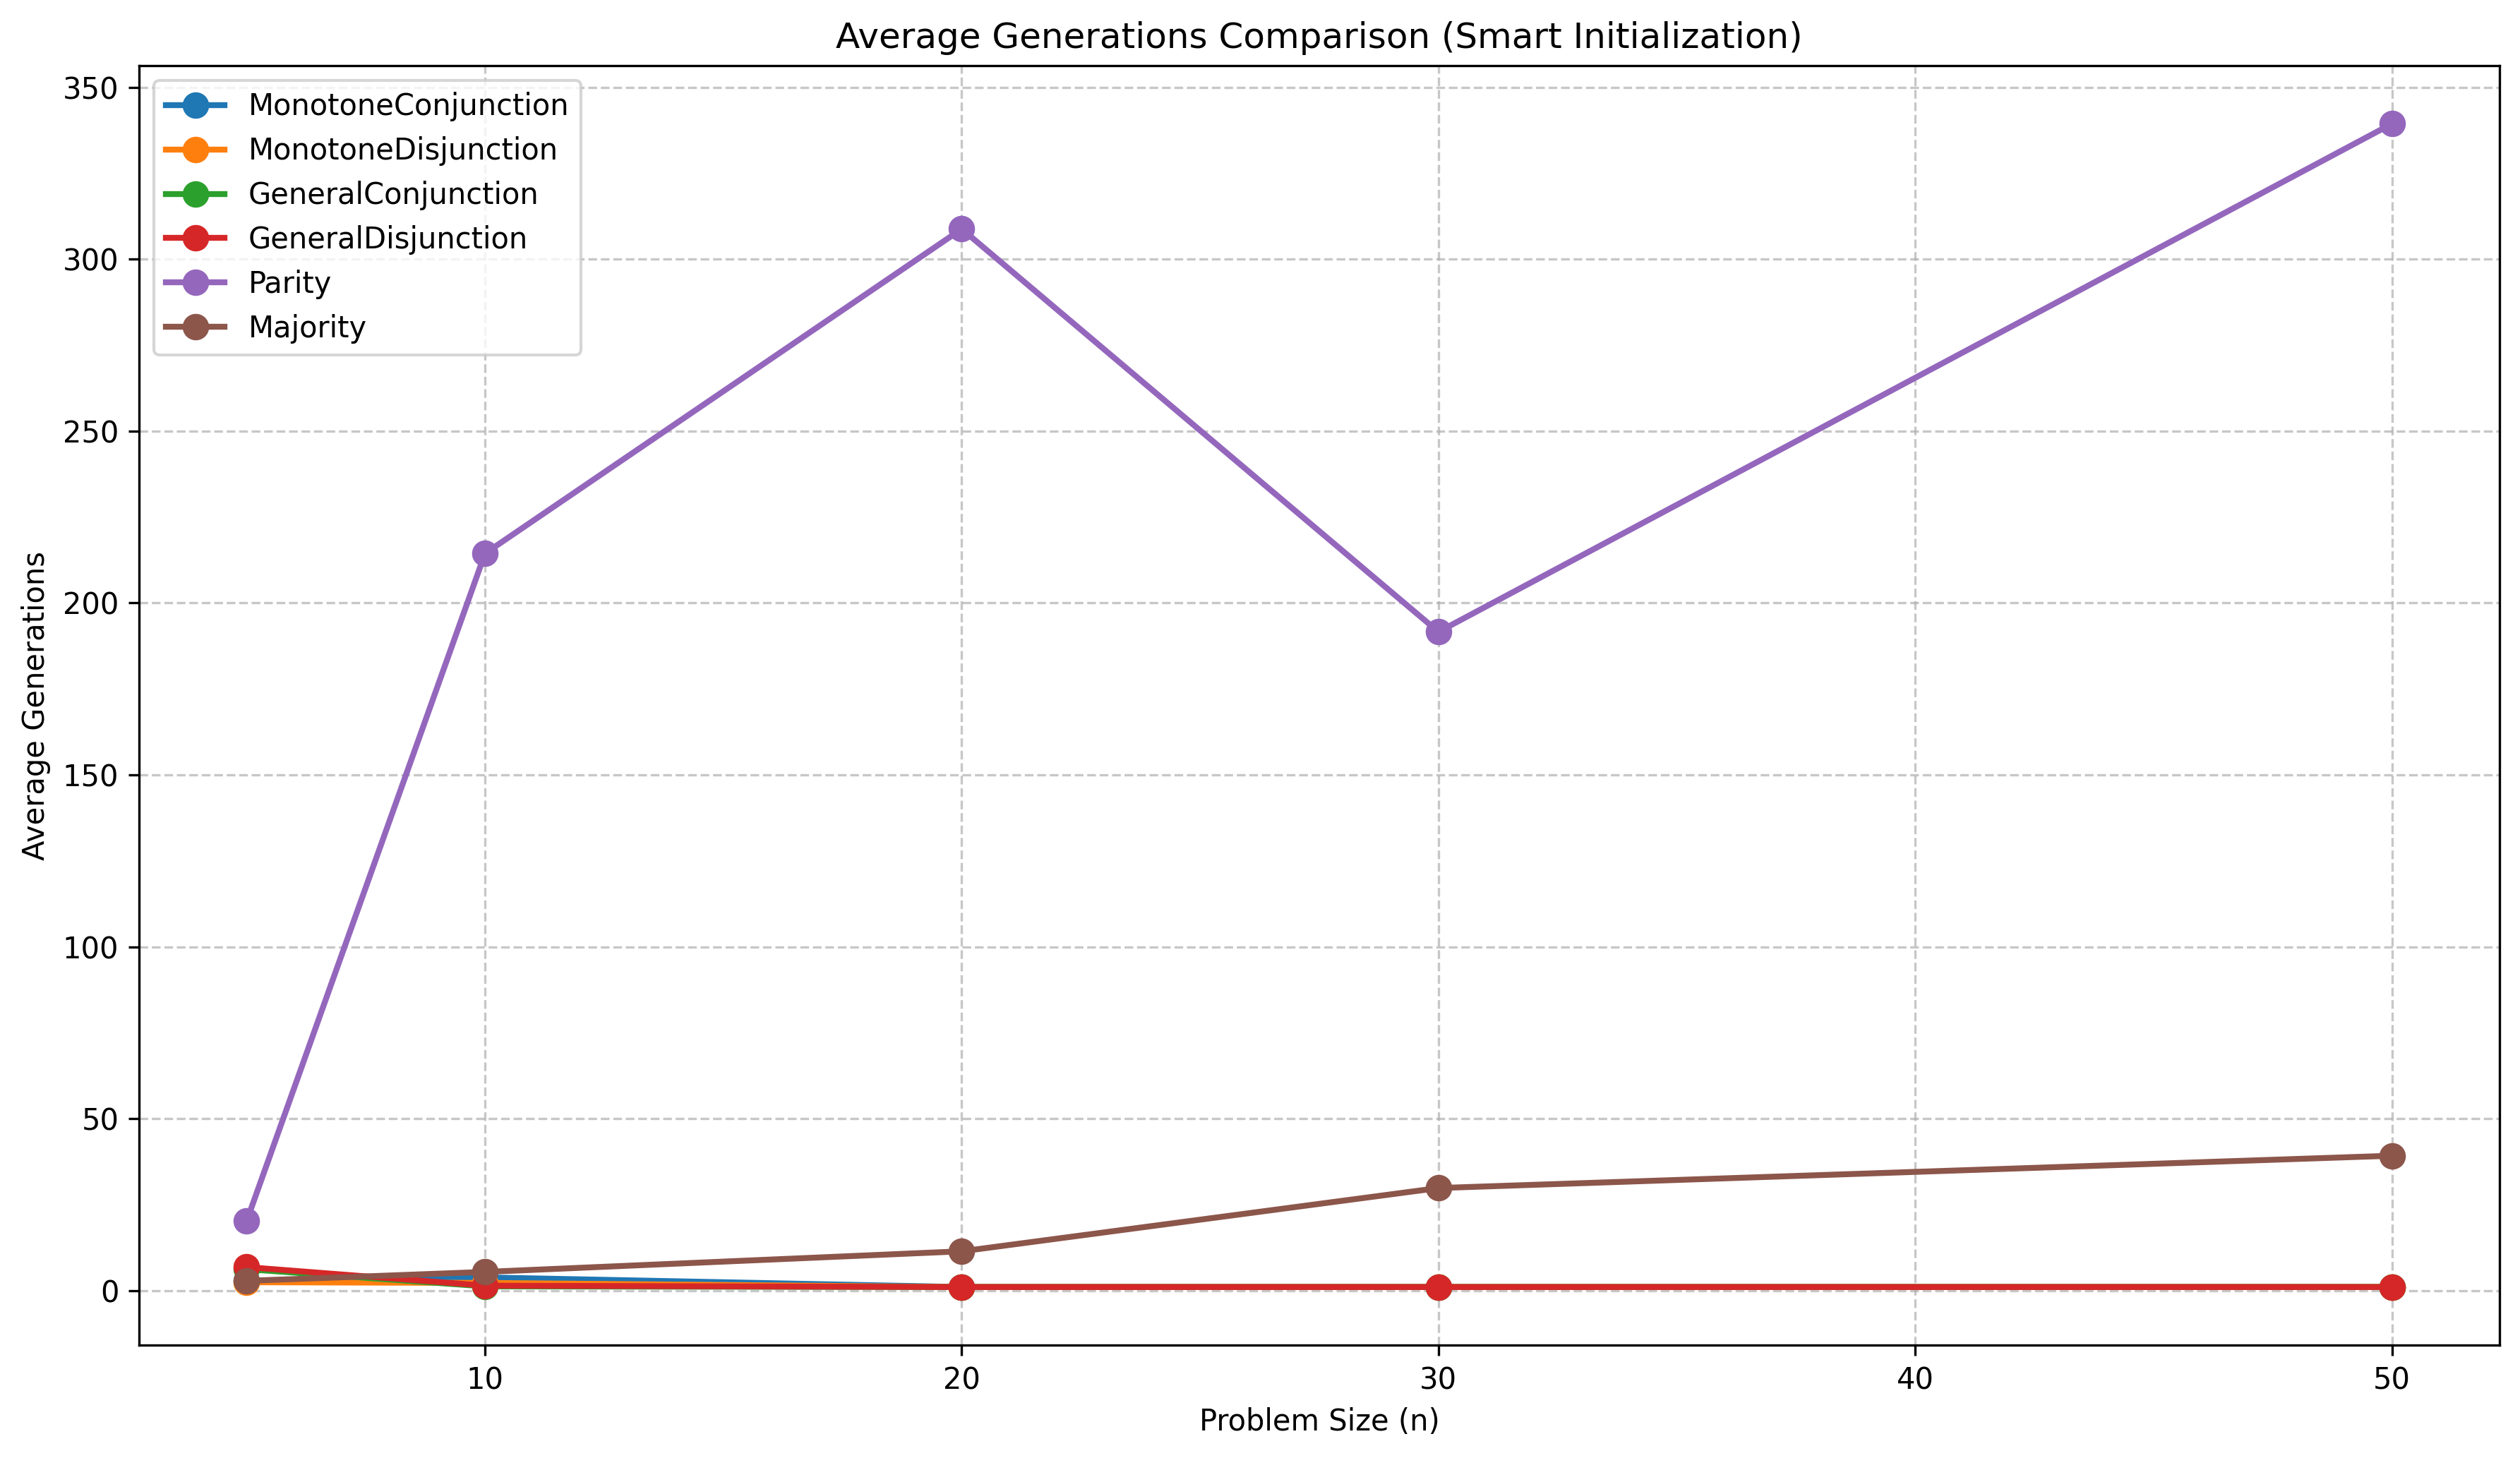 Average Generations Comparison (Smart Initialization)
MonotoneConjunction
MonotoneDisjunction
GeneralConjunction
GeneralDisjunction
Parity
Majority
350
300
250
200
150
100
50
0
Average Generations
10 20 30 40 50
Problem Size (n)